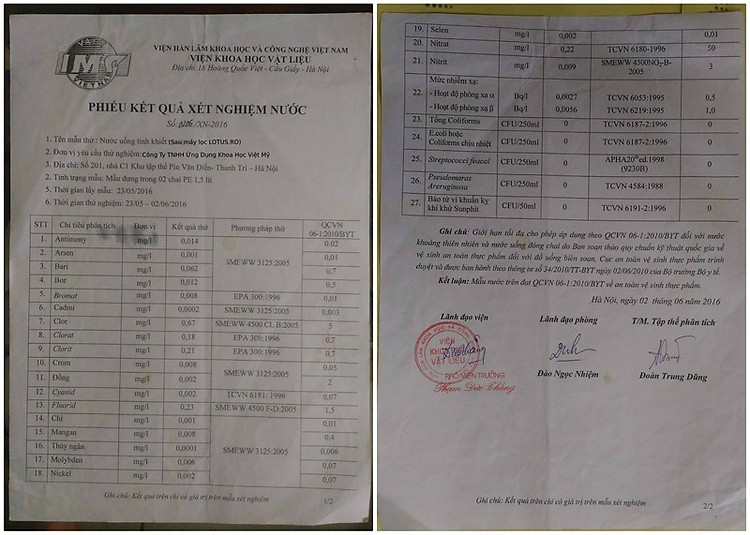 IMS
VIETNAM
VIỆN HÀN LÂM KHOA HỌC VÀ CÔNG NGHỆ VIỆT NAM
VIỆN KHOA HỌC VẬT LIỆU
Địa chỉ: 18 Hoàng Quốc Việt - Cầu Giấy - Hà Nội
PHIẾU KẾT QUẢ XÉT NGHIỆM NƯỚC
/XN-2016
1. Tên mẫu thử: Nước uống tinh khiết (Sau máy lọc LOTUS.RO)
2. Đơn vị yêu cầu thử nghiệm: Công Ty TNHH Ứng Dụng Khoa Học Việt Mỹ
3. Địa chỉ: Số 201, nhà C1 Khu tập thể Pin Văn Điển- Thanh Trì – Hà Nội
2. Tình trạng mẫu: Mẫu đựng trong 02 chai PE 1,5 lít
5. Thời gian lấy mẫu: 23/05/2016
6. Thời gian thử nghiệm: 23/05 – 02/06/2016
STT Chỉ tiêu phân tích Đơn vị Kết quả thử Phương pháp thử QCVN 06-1:2010/BYT
1. Antimony mg/l 0,014 SMEWW 3125:2005 0,02
2. Arsen mg/l 0,001 0,01
3. Bari mg/l 0,062 0,7
4. Bor mg/l 0,012 0,5
5. Bromat mg/l 0,008 EPA 300:1996 0,01
6. Cadmi mg/l 0,0002 SMEWW 3125:2005 0,003
7. Clor mg/l 0,67 SMEWW 4500 Cl. B:2005 5
8. Clorat mg/l 0,18 EPA 300:1996 0,7
9. Clorit mg/l 0,21 EPA 300:1996 0,7
10. Crom mg/l 0,008 SMEWW 3125:2005 0,05
11. Đồng mg/l 0,002 2
12. Cyanid mg/l 0,002 TCVN 6181: 1996 0,07
13. Fluorid mg/l 0,23 SMEWW 4500 F-D:2005 1,5
14. Chì mg/l 0,001 SMEWW 3125:2005 0,01
15. Mangan mg/l 0,008 0,4
16. Thủy ngân mg/l 0,0001 0,006
17. Molybden mg/l 0,006 0,07
18. Nickel mg/l 0,002 0,07
Ghi chú: Kết quả trên chỉ có giá trị trên mẫu xét nghiệm
1/2
19. Selen mg/l 0,002 0,01
20. Nitrat mg/l 0,22 TCVN 6180-1996 50
21. Nitrit mg/l 0,009 SMEWW 4500NO2-B-2005 3
22. Mức nhiễm xạ:
- Hoạt độ phóng xạ α Bq/l 0,0027 TCVN 6053:1995 0,5
- Hoạt độ phóng xạ β Bq/l 0,0056 TCVN 6219:1995 1,0
23. Tổng Coliforms CFU/250ml 0 TCVN 6187-2:1996 0
24. E.coli hoặc Coliforms chịu nhiệt CFU/250ml 0 TCVN 6187-2:1996 0
25. Streptococci feacal CFU/250ml 0 APHA20thed.1998 (9230B) 0
26. Pseudomonas Aeruginosa CFU/250ml 0 TCVN 4584:1988 0
27. Bào tử vi khuẩn kỵ khí khử Sunphit CFU/50ml 0 TCVN 6191-2:1996 0
Ghi chú: Giới hạn tối đa cho phép áp dụng theo QCVN 06-1:2010/BYT đối với nước
khoáng thiên nhiên và nước uống đóng chai do Ban soạn thảo quy chuẩn kỹ thuật quốc gia về
vệ sinh an toàn thực phẩm đối với đồ uống biên soạn. Cục an toàn vệ sinh thực phẩm trình
duyệt và được ban hành theo thông tư số 34/TT-BYT ngày 02/06/2010 của Bộ trưởng Bộ y tế.
Kết luận: Mẫu trên đạt QCVN 06-1:2010/BYT về an toàn vệ sinh thực phẩm.
Hà Nội, ngày 02 tháng 06 năm 2016
Lãnh đạo viện Lãnh đạo phòng T/M. Tập thể phân tích
VIỆN
KHOA HỌC
VẬT LIỆU
PHÓ VIỆN TRƯỞNG
Phạm Đức Thắng
Đào Ngọc Nhiệm Đoàn Trung Dũng
Ghi chú: Kết quả trên chỉ có giá trị trên mẫu xét nghiệm
2/2